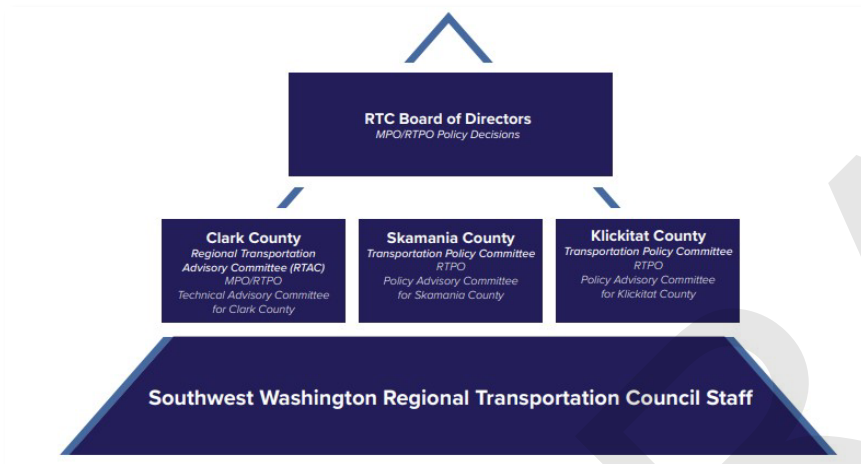 RTC Board of Directors
MPO/RTPO Policy Decisions
Clark County
Regional Transportation
Advisory Committee (RTAC)
MPO/RTPO
Technical Advisory Committee
for Clark County
Skamania County
Transportation Policy Committee
RTPO
Policy Advisory Committee
for Skamania County
Klickitat County
Transportation Policy Committee
RTPO
Policy Advisory Committee
for Klickitat County
Southwest Washington Regional Transportation Council Staff